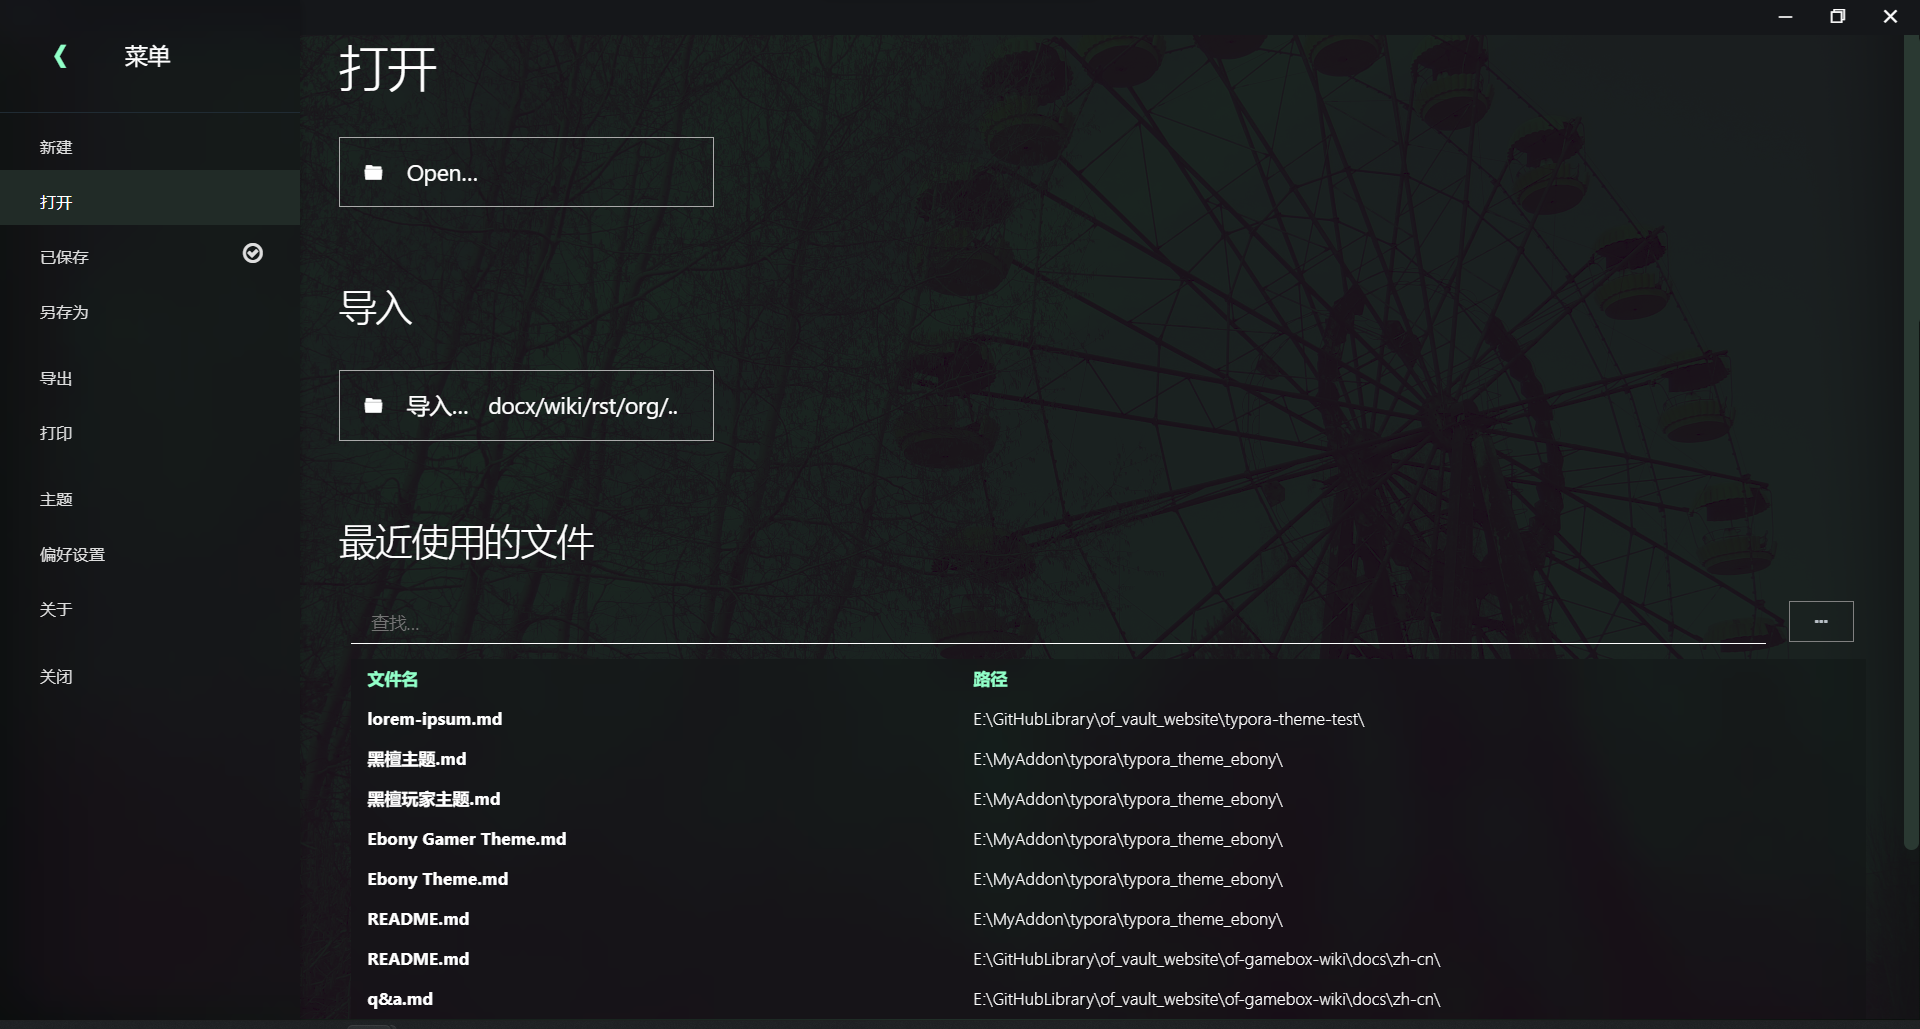 菜单
新建
打开
已保存
另存为
导出
打印
主题
偏好设置
关于
关闭
打开
Open...
导入
导入... docx/wiki/rst/org/..
最近使用的文件
查找...
...
文件名 路径
lorem-ipsum.md E:\GitHubLibrary\of_vault_website\typora-theme-test\
黑檀主题.md E:\MyAddon\typora\typora_theme_ebony\
黑檀玩家主题.md E:\MyAddon\typora\typora_theme_ebony\
Ebony Gamer Theme.md E:\MyAddon\typora\typora_theme_ebony\
Ebony Theme.md E:\MyAddon\typora\typora_theme_ebony\
README.md E:\MyAddon\typora\typora_theme_ebony\
README.md E:\GitHubLibrary\of_vault_website\of-gamebox-wiki\docs\zh-cn\
q&a.md E:\GitHubLibrary\of_vault_website\of-gamebox-wiki\docs\zh-cn\